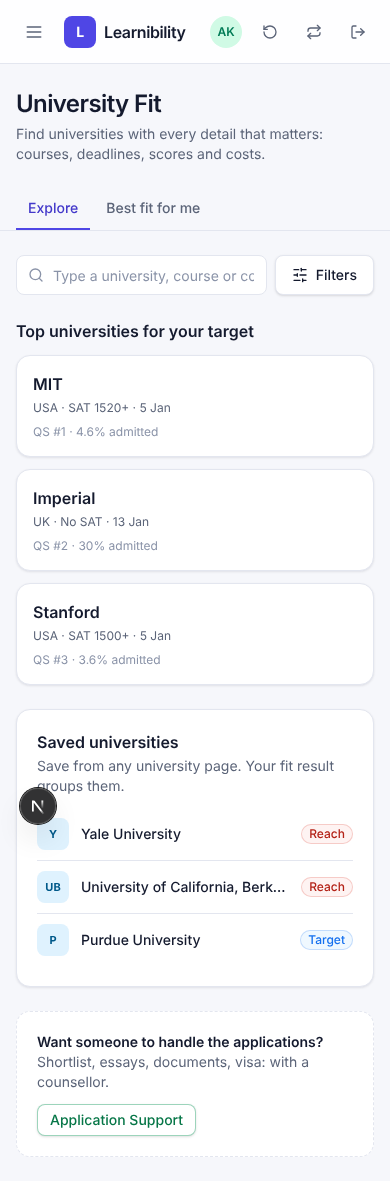 L Learnibility AK
University Fit
Find universities with every detail that matters:
courses, deadlines, scores and costs.
Explore Best fit for me
Type a university, course or cc Filters
Top universities for your target
MIT
USA · SAT 1520+ · 5 Jan
QS #1 · 4.6% admitted
Imperial
UK · No SAT · 13 Jan
QS #2 · 30% admitted
Stanford
USA · SAT 1500+ · 5 Jan
QS #3 · 3.6% admitted
Saved universities
Save from any university page. Your fit result
groups them.
N
Y Yale University Reach
UB University of California, Berk... Reach
P Purdue University Target
Want someone to handle the applications?
Shortlist, essays, documents, visa: with a
counsellor.
Application Support